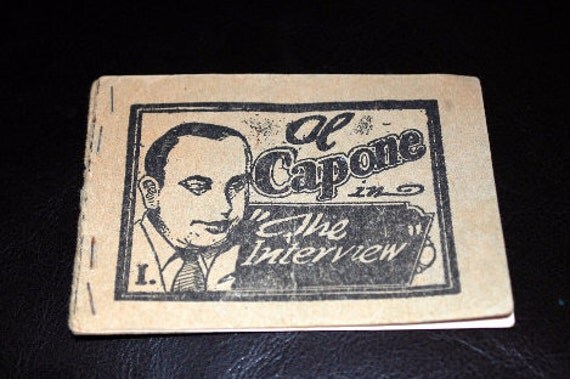 Al
Capone
in
"The
Interview"
I.